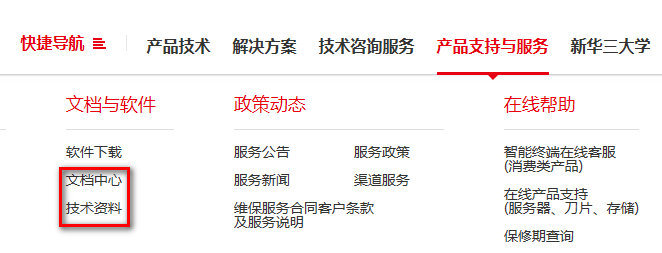 快捷导航 产品技术 解决方案 技术咨询服务 产品支持与服务 新华三大学
文档与软件
软件下载
文档中心
技术资料
政策动态
服务公告 服务政策
服务新闻 渠道服务
维保服务合同客户条款
及服务说明
在线帮助
智能终端在线客服
(消费类产品)
在线产品支持
(服务器、刀片、存储)
保修期查询